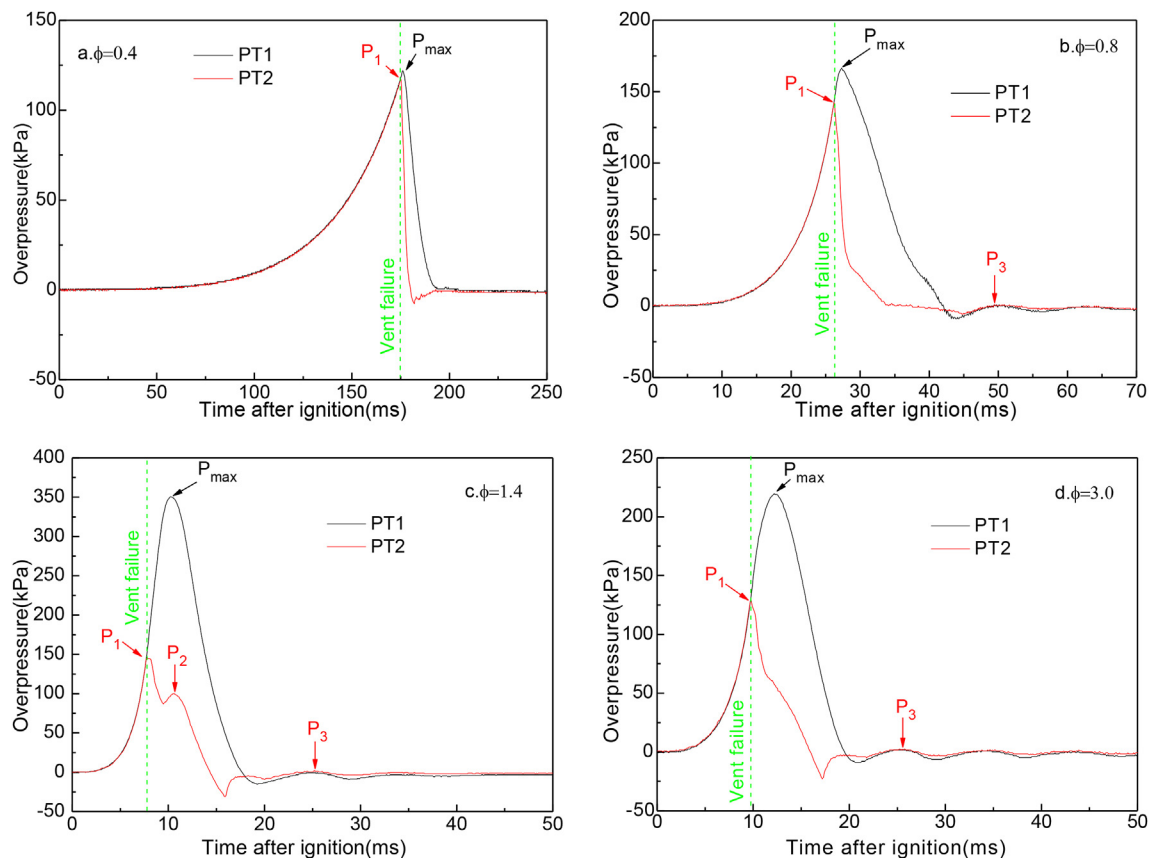 150
100
50
0
-50
Overpressure(kPa)
a.ϕ=0.4
PT1
PT2
P1
Pmax
Vent failure
0 50 100 150 200 250
Time after ignition(ms)
200
150
100
50
0
-50
Overpressure(kPa)
b.ϕ=0.8
Pmax
P1
PT1
PT2
P3
Vent failure
0 10 20 30 40 50 60 70
Time after ignition(ms)
400
350
300
250
200
150
100
50
0
-50
Overpressure(kPa)
c.ϕ=1.4
Pmax
PT1
PT2
Vent failure
P1
P2
P3
0 10 20 30 40 50
Time after ignition(ms)
250
200
150
100
50
0
-50
Overpressure(kPa)
d.ϕ=3.0
Pmax
PT1
PT2
P1
P3
Vent failure
0 10 20 30 40 50
Time after ignition(ms)